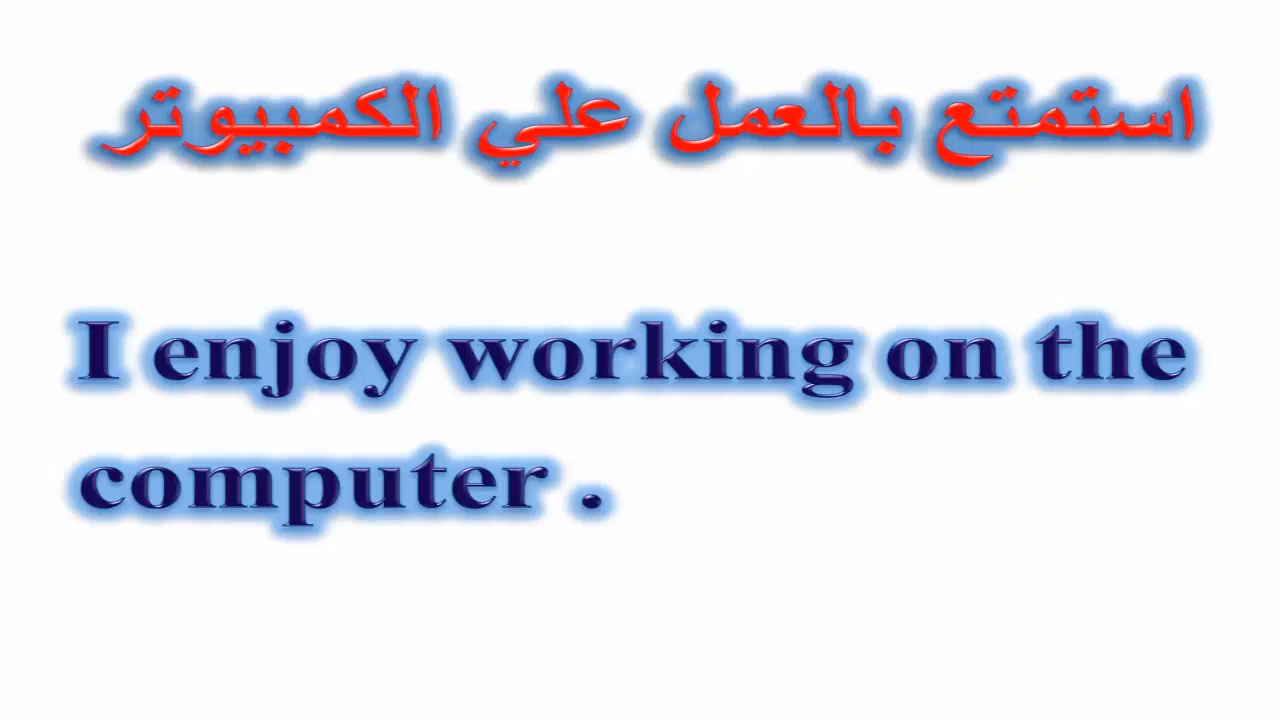 استمتع بالعمل علي الكمبيوتر
I enjoy working on the
computer .